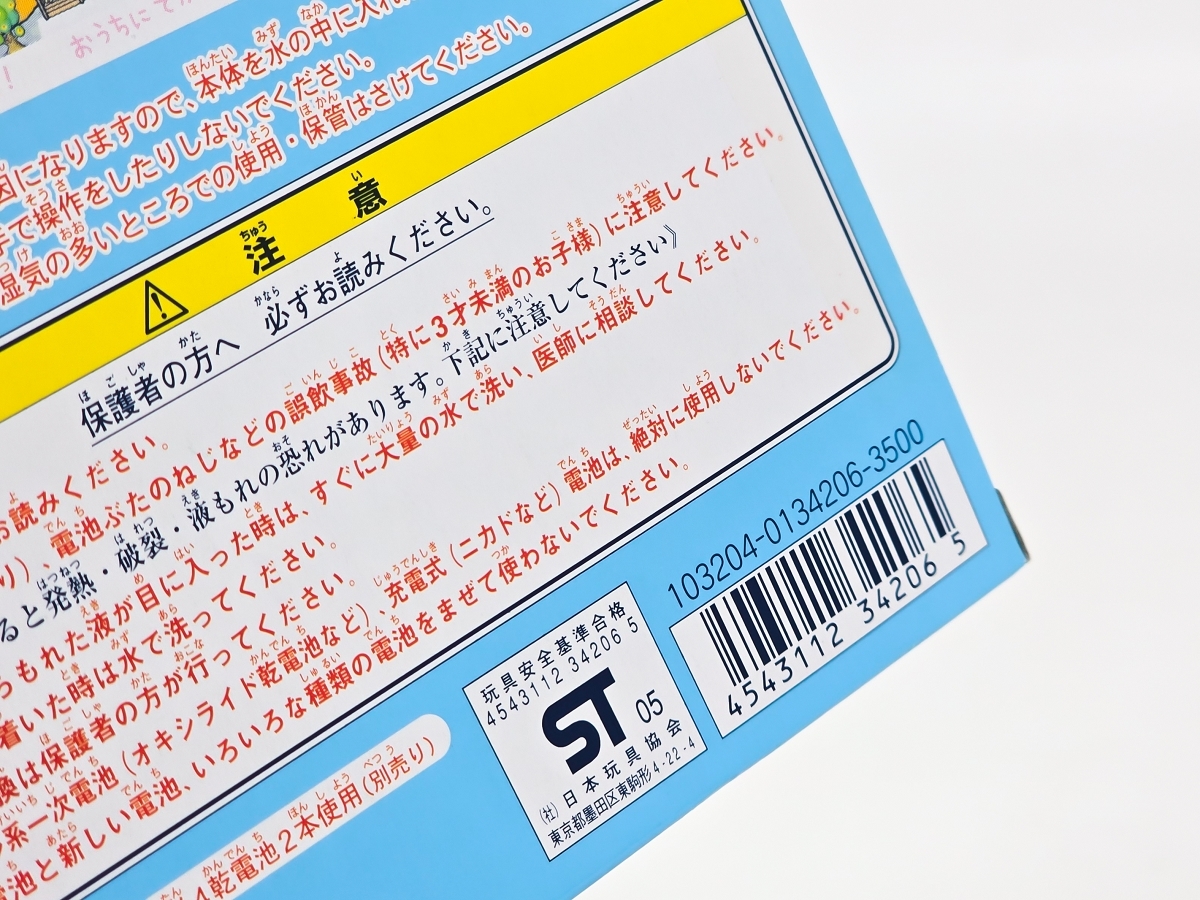 おうちに
!
因になりますので、本体を水の中に入れ
手で操作をしたりしないでください。
湿気の多いところでの使用・保管はさけてください。
注意
保護者の方へ 必ずお読みください。
お読みください。
り)、電池ぶたのねじなどの誤飲事故(特に3才未満のお子様)に注意してください。
ると発熱・破裂・液もれの恐れがあります。下記に注意してください》
もれた液が目に入った時は、すぐに大量の水で洗い、医師に相談してください。
着いた時は水で洗ってください。
換は保護者の方が行ってください。
系一次電池(オキシライド乾電池など)、充電式(ニカドなど)電池は、絶対に使用しないでください。
電池と新しい電池、いろいろな種類の電池をまぜて使わないでください。
4乾電池2本使用(別売り)
103204-0134206-3500
4543112 342065
玩具安全基準合格
4543112 34206 5
ST 05
(社)日本玩具協会
東京都墨田区東駒形4-22-4